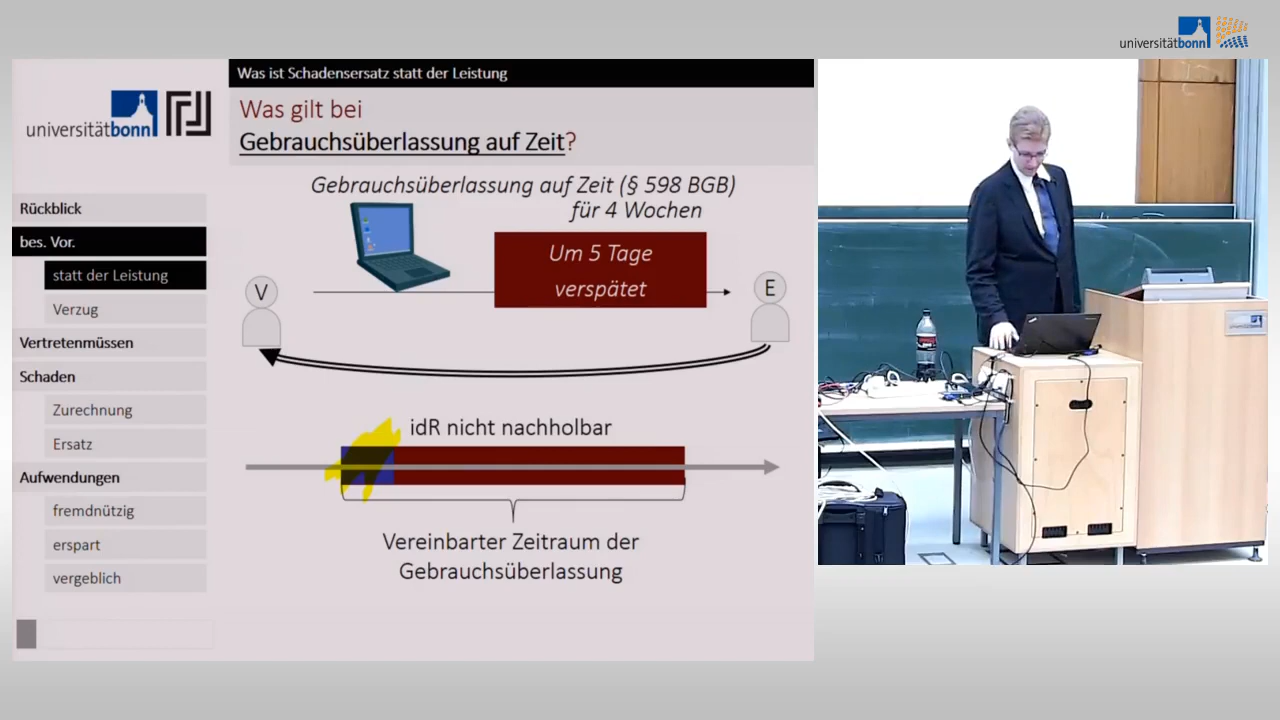 universitätbonn
Was ist Schadensersatz statt der Leistung
universitätbonn
Was gilt bei
Gebrauchsüberlassung auf Zeit?
Gebrauchsüberlassung auf Zeit (§ 598 BGB)
für 4 Wochen
Um 5 Tage
verspätet
V
E
idR nicht nachholbar
Vereinbarter Zeitraum der
Gebrauchsüberlassung
Rückblick
bes. Vor.
statt der Leistung
Verzug
Vertretenmüssen
Schaden
Zurechnung
Ersatz
Aufwendungen
fremdnützig
erspart
vergeblich